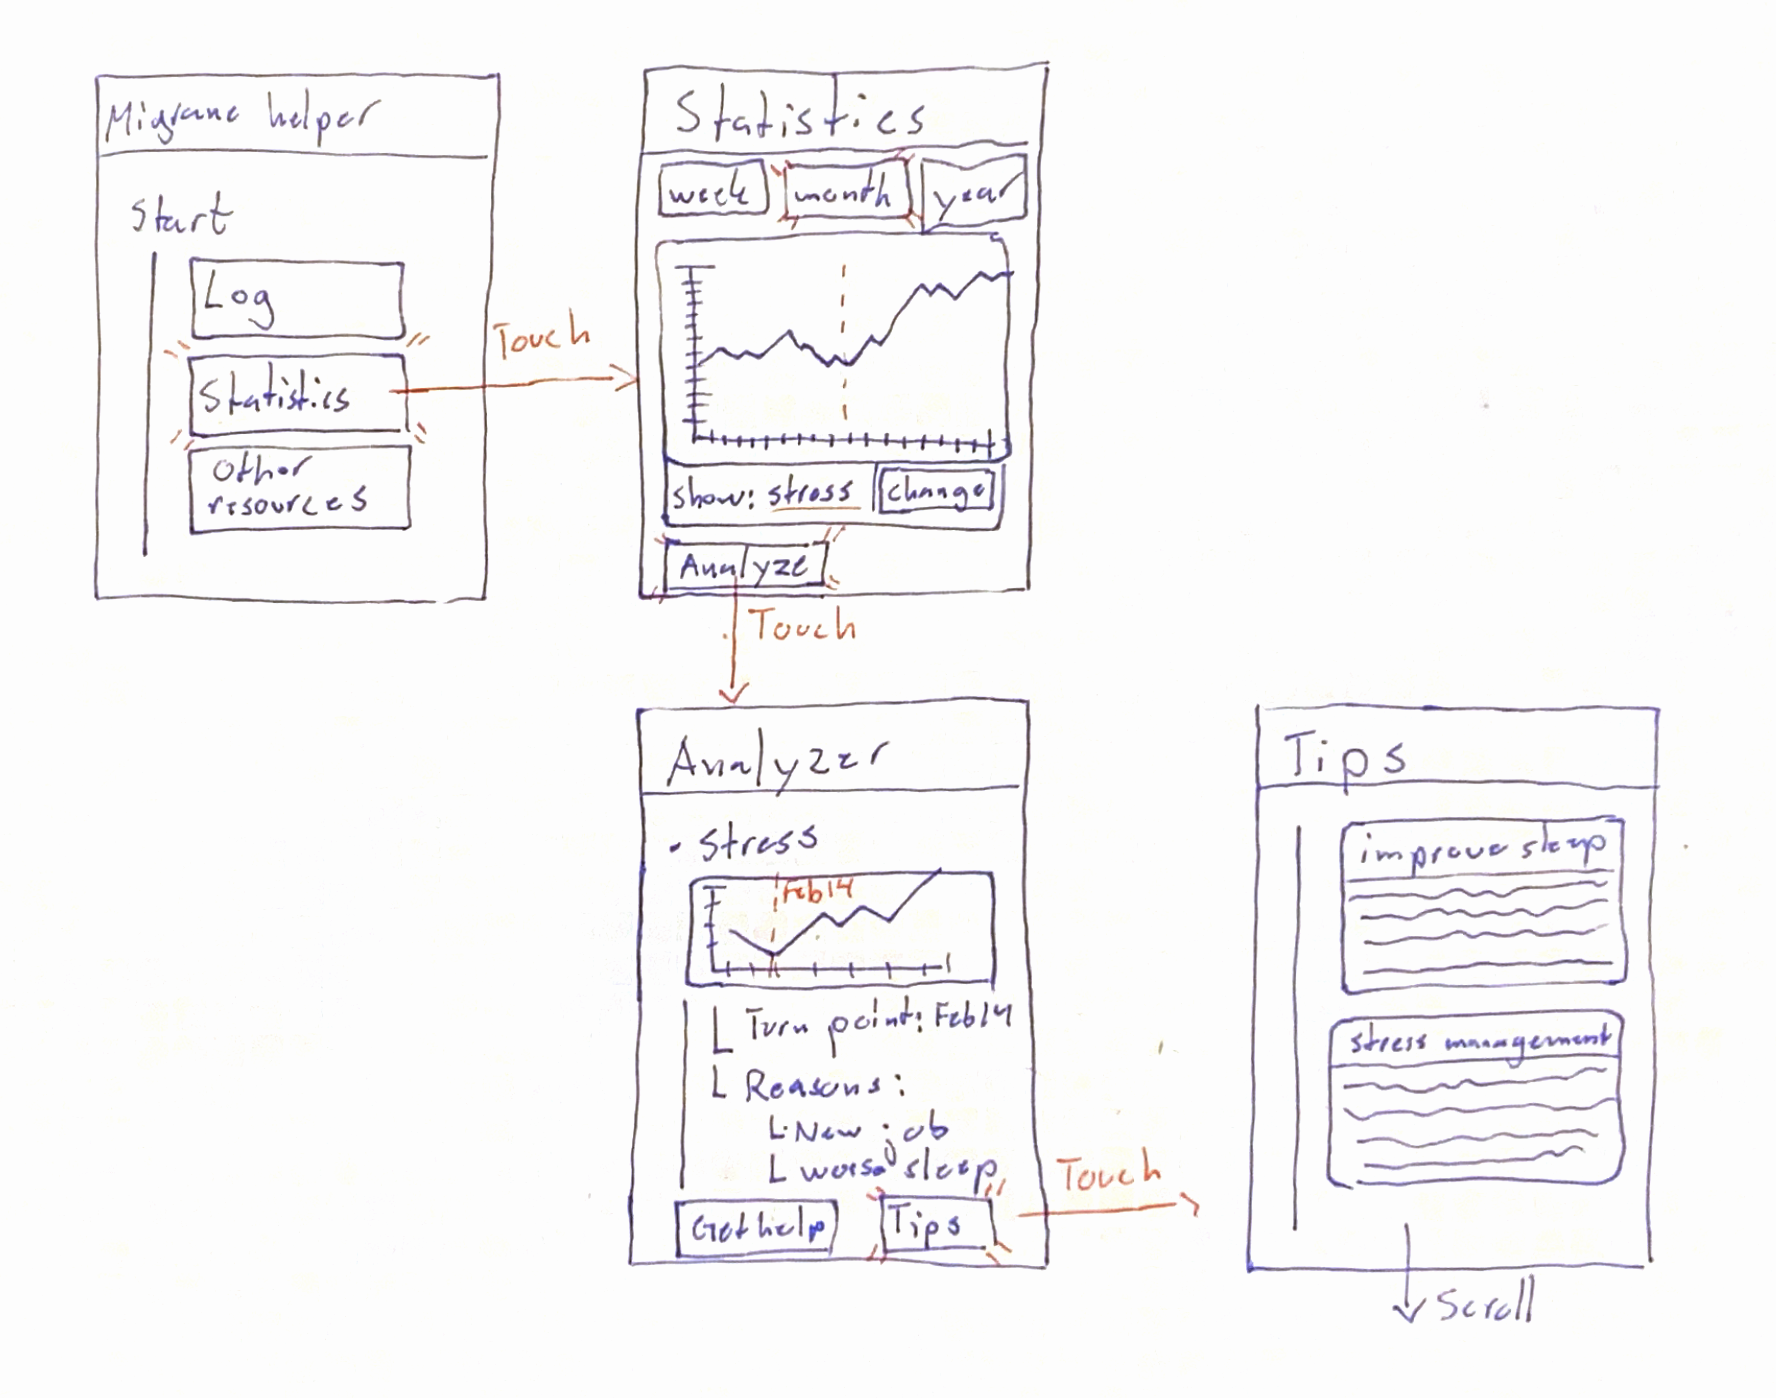 Migrane helper
Start
Log
Statistics
Other
resources
Touch
Statistics
week
month
year
show: stress
change
Analyze
Touch
Analyzer
• stress
Feb14
Turn point: Feb14
Reasons:
New job
worse sleep
Get help
Tips
Touch
Tips
improve sleep
stress management
Scroll